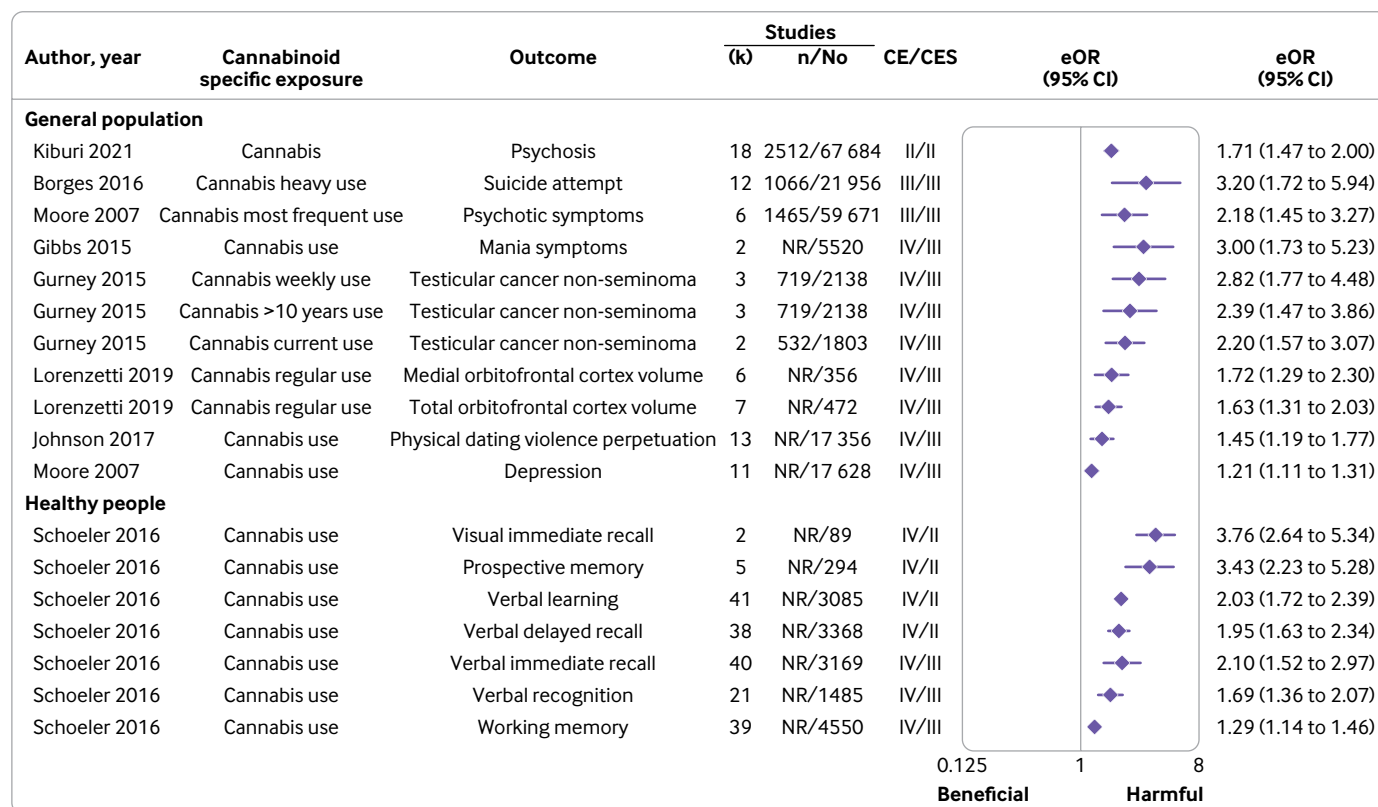 Studies
Author, year Cannabinoid specific exposure Outcome (k) n/No CE/CES eOR (95% CI) eOR (95% CI)
General population
Kiburi 2021 Cannabis Psychosis 18 2512/67 684 II/II 1.71 (1.47 to 2.00)
Borges 2016 Cannabis heavy use Suicide attempt 12 1066/21 956 III/III 3.20 (1.72 to 5.94)
Moore 2007 Cannabis most frequent use Psychotic symptoms 6 1465/59 671 III/III 2.18 (1.45 to 3.27)
Gibbs 2015 Cannabis use Mania symptoms 2 NR/5520 IV/III 3.00 (1.73 to 5.23)
Gurney 2015 Cannabis weekly use Testicular cancer non-seminoma 3 719/2138 IV/III 2.82 (1.77 to 4.48)
Gurney 2015 Cannabis >10 years use Testicular cancer non-seminoma 3 719/2138 IV/III 2.39 (1.47 to 3.86)
Gurney 2015 Cannabis current use Testicular cancer non-seminoma 2 532/1803 IV/III 2.20 (1.57 to 3.07)
Lorenzetti 2019 Cannabis regular use Medial orbitofrontal cortex volume 6 NR/356 IV/III 1.72 (1.29 to 2.30)
Lorenzetti 2019 Cannabis regular use Total orbitofrontal cortex volume 7 NR/472 IV/III 1.63 (1.31 to 2.03)
Johnson 2017 Cannabis use Physical dating violence perpetuation 13 NR/17 356 IV/III 1.45 (1.19 to 1.77)
Moore 2007 Cannabis use Depression 11 NR/17 628 IV/III 1.21 (1.11 to 1.31)
Healthy people
Schoeler 2016 Cannabis use Visual immediate recall 2 NR/89 IV/II 3.76 (2.64 to 5.34)
Schoeler 2016 Cannabis use Prospective memory 5 NR/294 IV/II 3.43 (2.23 to 5.28)
Schoeler 2016 Cannabis use Verbal learning 41 NR/3085 IV/II 2.03 (1.72 to 2.39)
Schoeler 2016 Cannabis use Verbal delayed recall 38 NR/3368 IV/II 1.95 (1.63 to 2.34)
Schoeler 2016 Cannabis use Verbal immediate recall 40 NR/3169 IV/III 2.10 (1.52 to 2.97)
Schoeler 2016 Cannabis use Verbal recognition 21 NR/1485 IV/III 1.69 (1.36 to 2.07)
Schoeler 2016 Cannabis use Working memory 39 NR/4550 IV/III 1.29 (1.14 to 1.46)
0.125 1 8
Beneficial Harmful